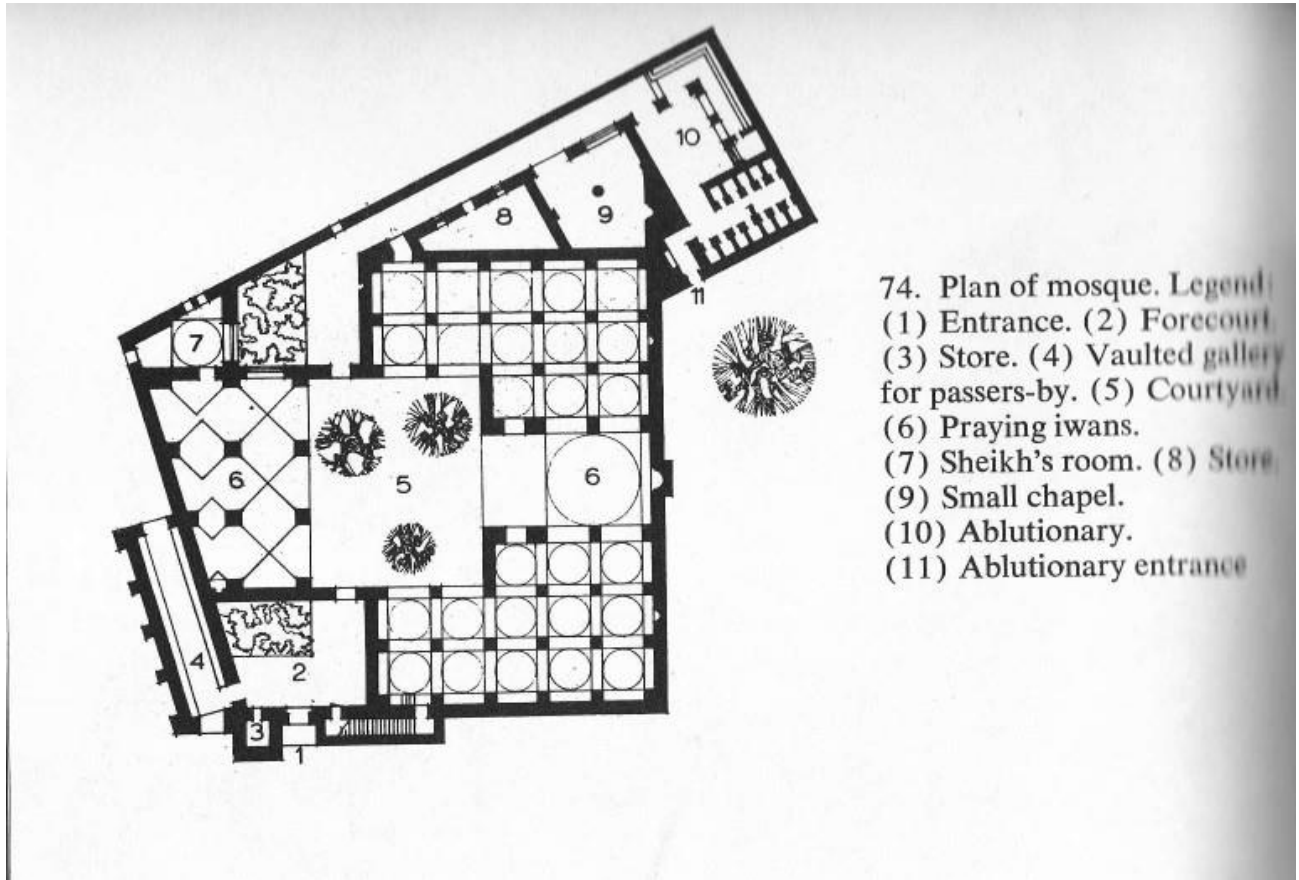 10
8
9
11
7
6
5
6
4
2
3
1
74. Plan of mosque. Legend:
(1) Entrance. (2) Forecourt.
(3) Store. (4) Vaulted gallery
for passers-by. (5) Courtyard.
(6) Praying iwans.
(7) Sheikh's room. (8) Store.
(9) Small chapel.
(10) Ablutionary.
(11) Ablutionary entrance